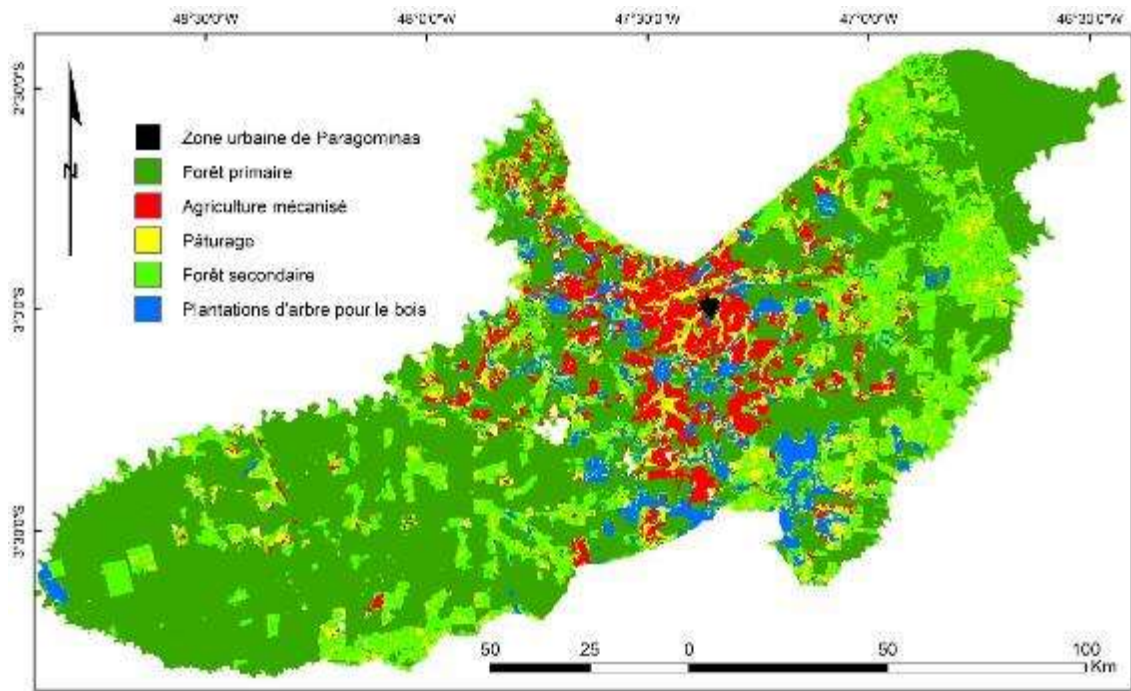 48°30'0"W 48°0'0"W 47°30'0"W 47°0'0"W 46°30'0"W
2°30'0"S
3°0'0"S
3°30'0"S
N
Zone urbaine de Paragominas
Forêt primaire
Agriculture mécanisé
Pâturage
Forêt secondaire
Plantations d'arbre pour le bois
50 25 0 50 100
Km